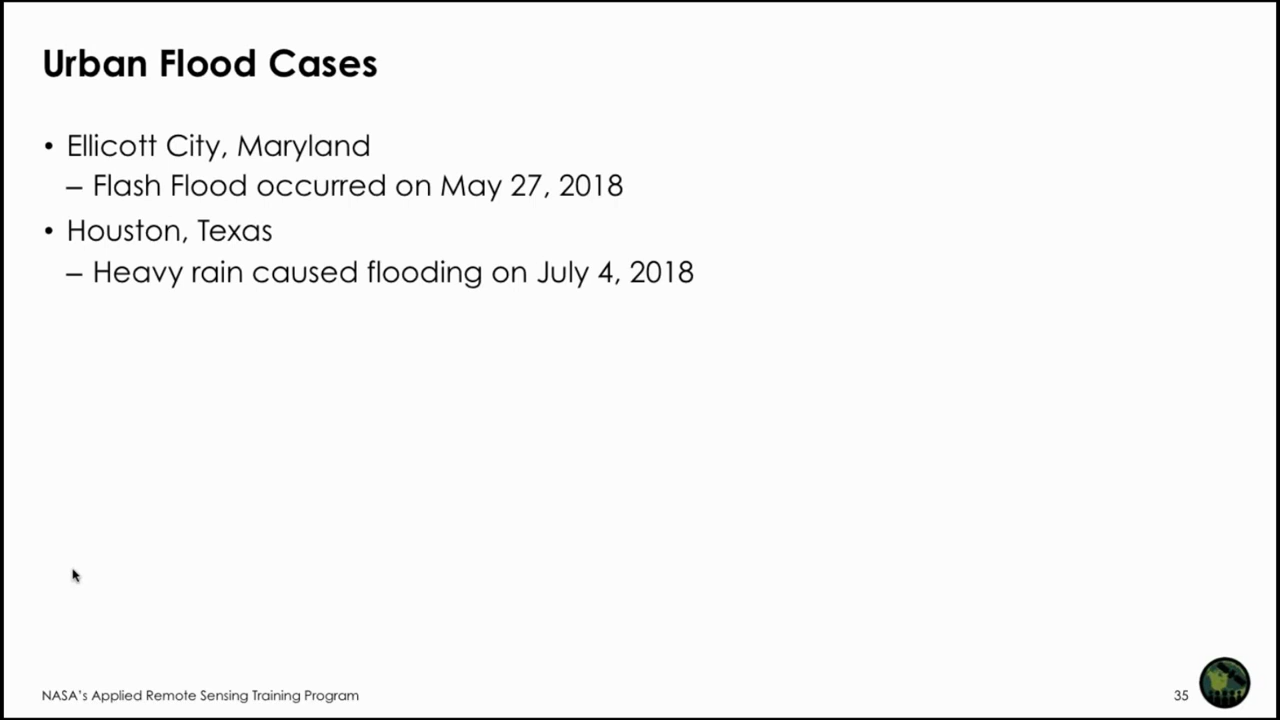 Urban Flood Cases
• Ellicott City, Maryland
– Flash Flood occurred on May 27, 2018
• Houston, Texas
– Heavy rain caused flooding on July 4, 2018
NASA's Applied Remote Sensing Training Program
35